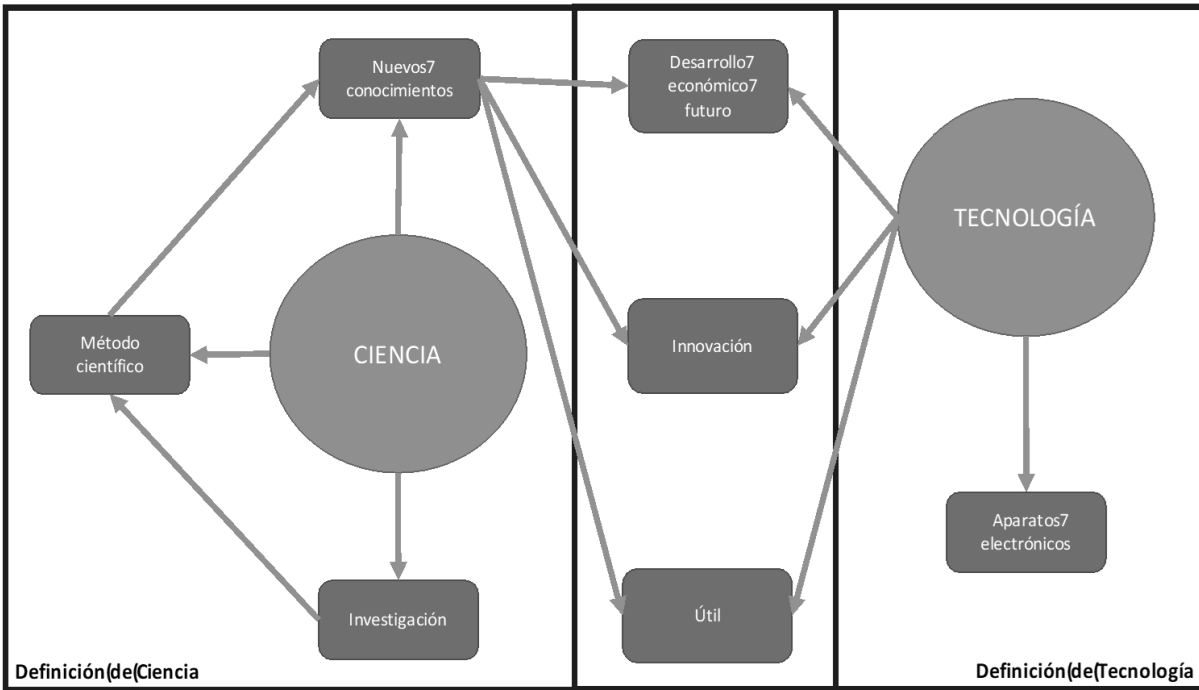 Nuevos7
conocimientos
Desarrollo7
económico7
futuro
TECNOLOGÍA
Método
científico
CIENCIA
Innovación
Aparatos7
electrónicos
Investigación
Útil
Definición(de(Ciencia
Definición(de(Tecnología